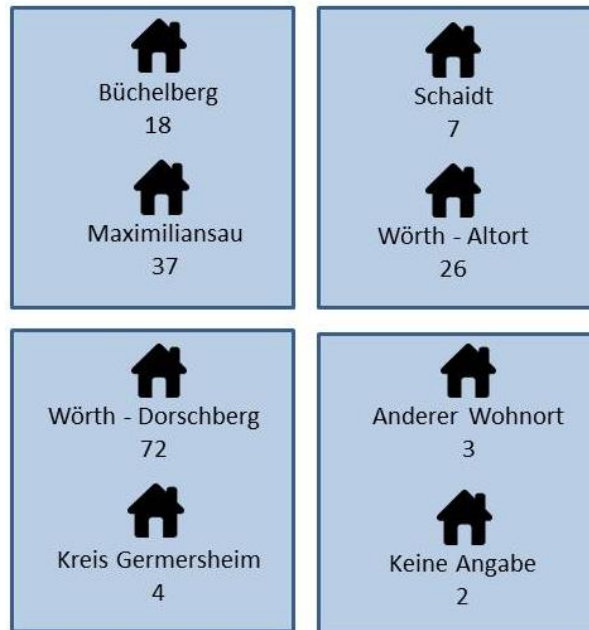 Büchelberg
18
Maximiliansau
37
Schaidt
7
Wörth - Altort
26
Wörth - Dorschberg
72
Kreis Germersheim
4
Anderer Wohnort
3
Keine Angabe
2